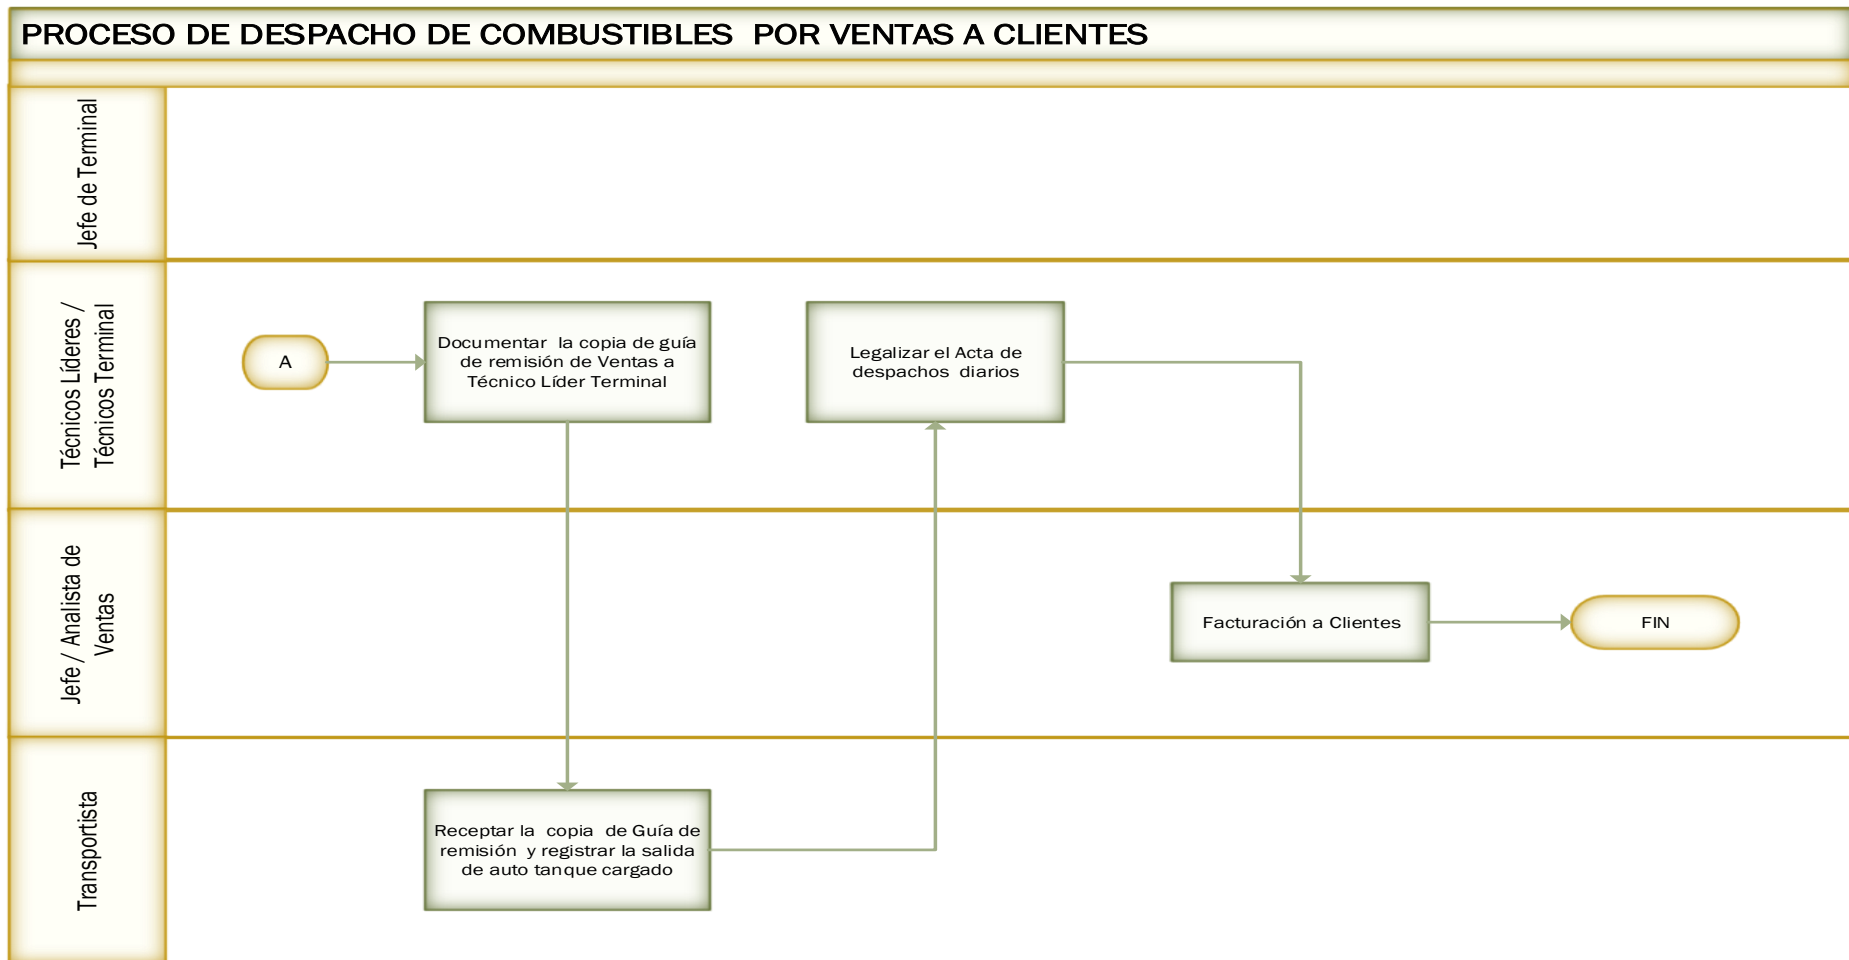 PROCESO DE DESPACHO DE COMBUSTIBLES POR VENTAS A CLIENTES
Jefe de Terminal
Técnicos Líderes /
Técnicos Terminal
A
Documentar la copia de guía
de remisión de Ventas a
Técnico Líder Terminal
Legalizar el Acta de
despachos diarios
Jefe / Analista de
Ventas
Facturación a Clientes
FIN
Transportista
Receptar la copia de Guía de
remisión y registrar la salida
de auto tanque cargado